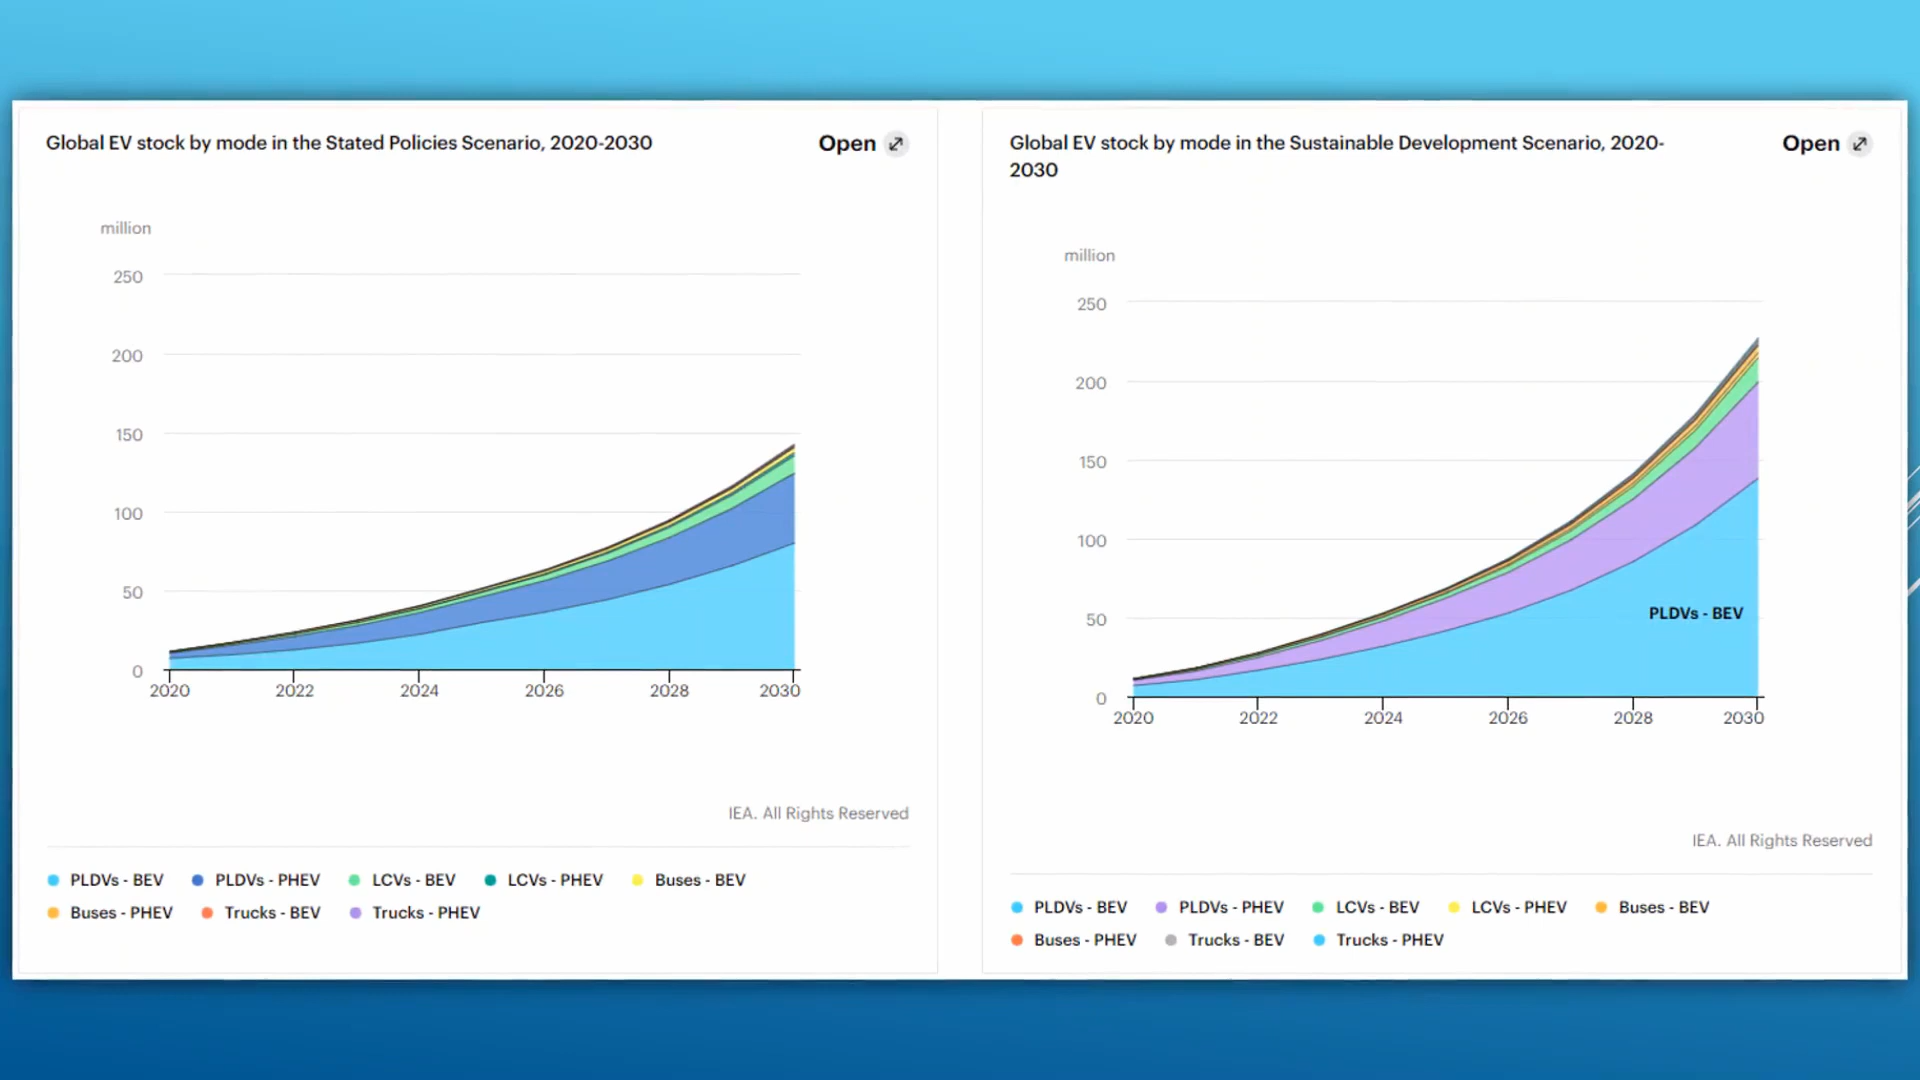 Global EV stock by mode in the Stated Policies Scenario, 2020-2030
Open
million
250
200
150
100
50
0
2020 2022 2024 2026 2028 2030
IEA. All Rights Reserved
PLDVs - BEV PLDVs - PHEV LCVs - BEV LCVs - PHEV Buses - BEV
Buses - PHEV Trucks - BEV Trucks - PHEV
Global EV stock by mode in the Sustainable Development Scenario, 2020-
2030
Open
million
250
200
150
100
50
0
PLDVs - BEV
2020 2022 2024 2026 2028 2030
IEA. All Rights Reserved
PLDVs - BEV PLDVs - PHEV LCVs - BEV LCVs - PHEV Buses - BEV
Buses - PHEV Trucks - BEV Trucks - PHEV